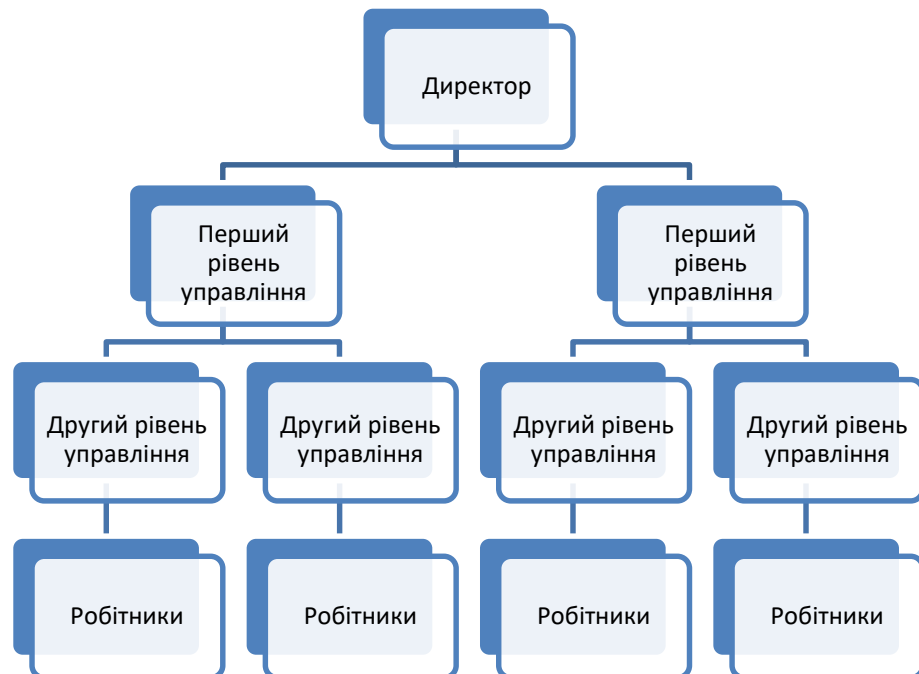 Директор
Перший
рівень
управління
Перший
рівень
управління
Другий рівень
управління
Другий рівень
управління
Другий рівень
управління
Другий рівень
управління
Робітники
Робітники
Робітники
Робітники